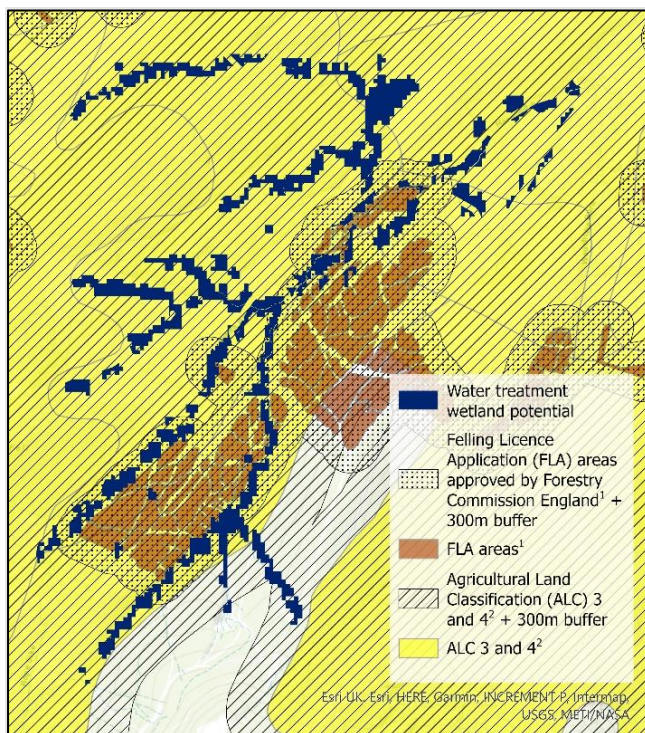 Water treatment
wetland potential
Felling Licence
Application (FLA) areas
approved by Forestry
Commission England¹ +
300m buffer
FLA areas¹
Agricultural Land
Classification (ALC) 3
and 4² + 300m buffer
ALC 3 and 4²
Esri UK, Esri, HERE, Garmin, INCREMENT P, Intermap,
USGS, METI/NASA